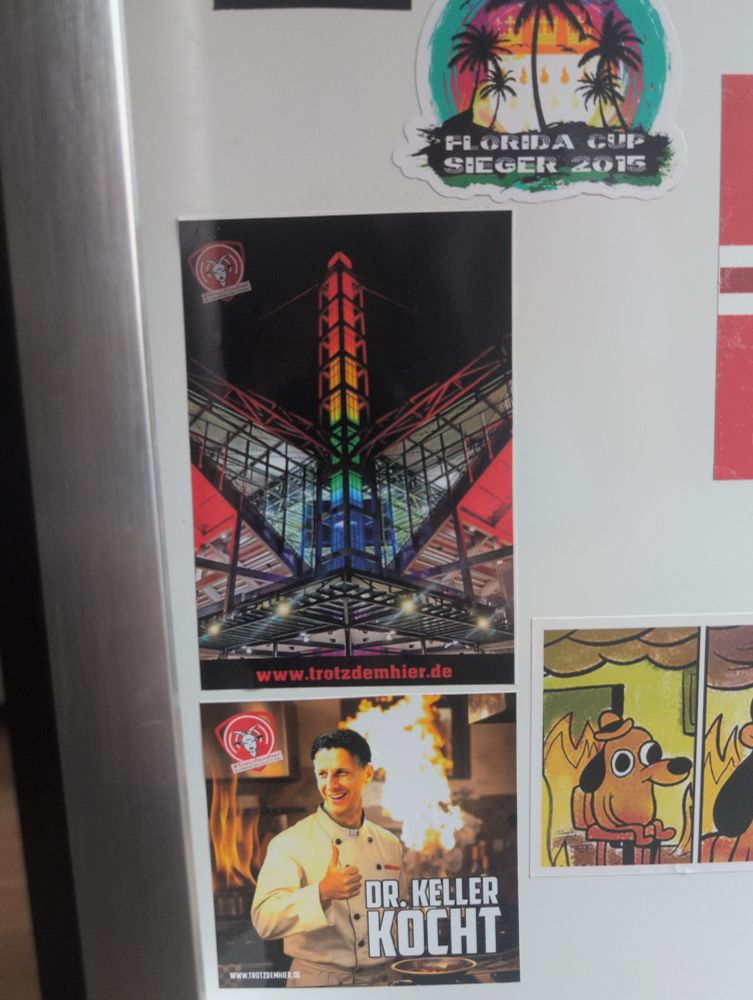 FLORIDA CUP
SIEGER 2015
www.trotzdemhier.de
DR. KELLER
KOCHT
WWW.TROTZDEMHIER.DE